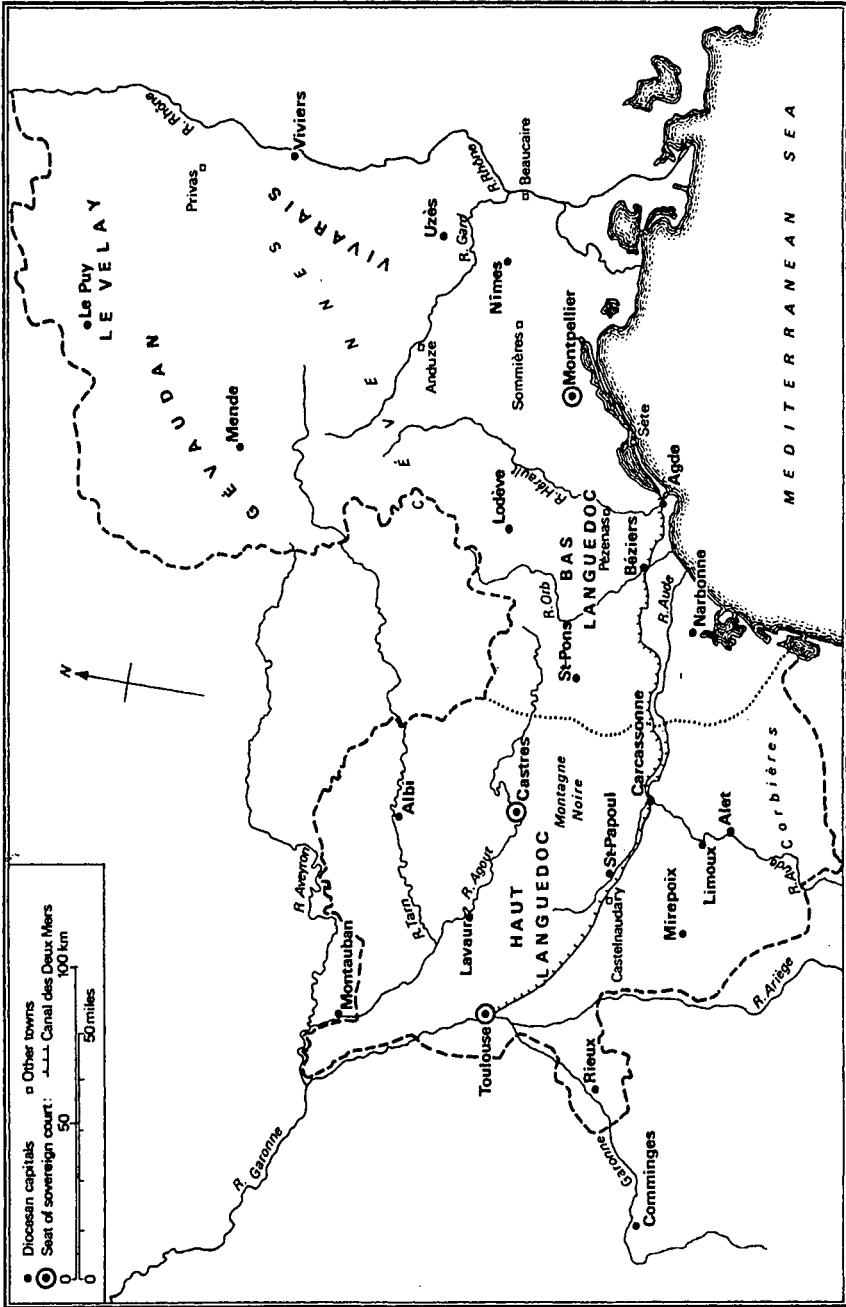 ● Diocesan capitals □ Other towns
◉ Seat of sovereign court: Canal des Deux Mers
0 50 100 km
0 50 miles
N
R. Rhône
Privas
Viviers
Le Puy
LE VELAY
VIVARAIS
GÉVAUDAN
Mende
CÉVENNES
Uzès
R. Gard
R. Rhône
Beaucaire
Anduze
Nîmes
Sommières
Montpellier
Sète
Agde
R. Hérault
Lodève
BAS
LANGUEDOC
Pézenas
Béziers
R. Orb
St-Pons
R. Aude
Narbonne
MEDITERRANEAN SEA
R. Aveyron
Montauban
R. Tarn
Albi
Lavaur
R. Agout
Castres
HAUT
LANGUEDOC
Montagne
Noire
St-Papoul
Castelnaudary
Carcassonne
Toulouse
R. Garonne
Garonne
Rieux
Comminges
R. Ariège
Mirepoix
Limoux
Alet
R. Aude
Corbières